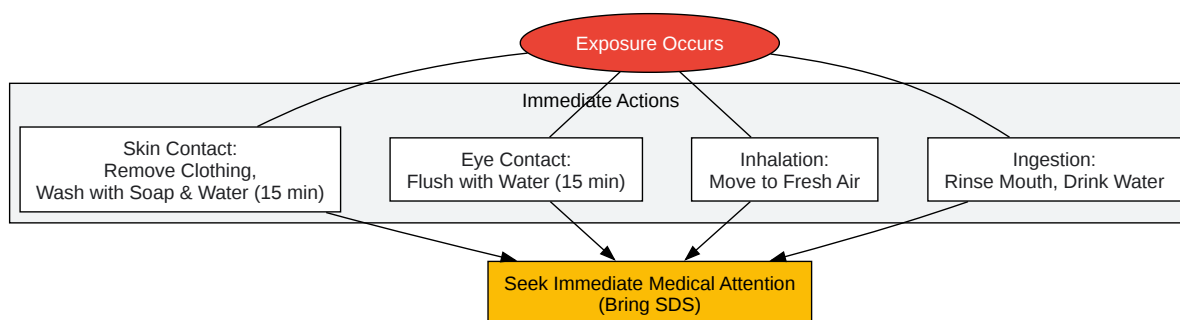 Exposure Occurs
Immediate Actions
Skin Contact:
Remove Clothing,
Wash with Soap & Water (15 min)
Eye Contact:
Flush with Water (15 min)
Inhalation:
Move to Fresh Air
Ingestion:
Rinse Mouth, Drink Water
Seek Immediate Medical Attention
(Bring SDS)